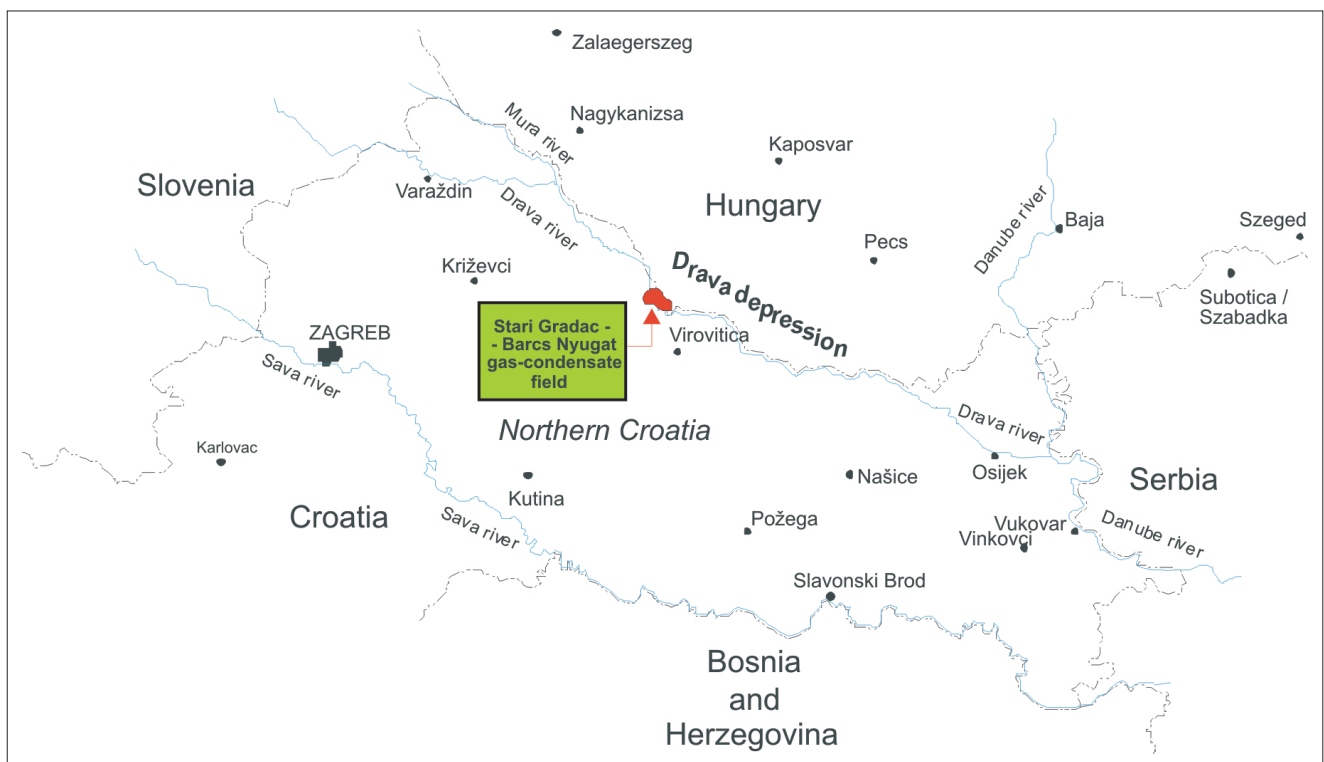 Zalaegerszeg
Nagykanizsa
Mura river
Kaposvar
Slovenia
Varaždin
Drava river
Hungary
Danube river
Baja
Szeged
Pecs
Križevci
Drava depression
Subotica /
Szabadka
Stari Gradac -
- Barcs Nyugat
gas-condensate
field
Virovitica
ZAGREB
Sava river
Northern Croatia
Drava river
Karlovac
Osijek
Našice
Serbia
Kutina
Croatia
Sava river
Požega
Vukovar
Vinkovci
Danube river
Slavonski Brod
Bosnia
and
Herzegovina